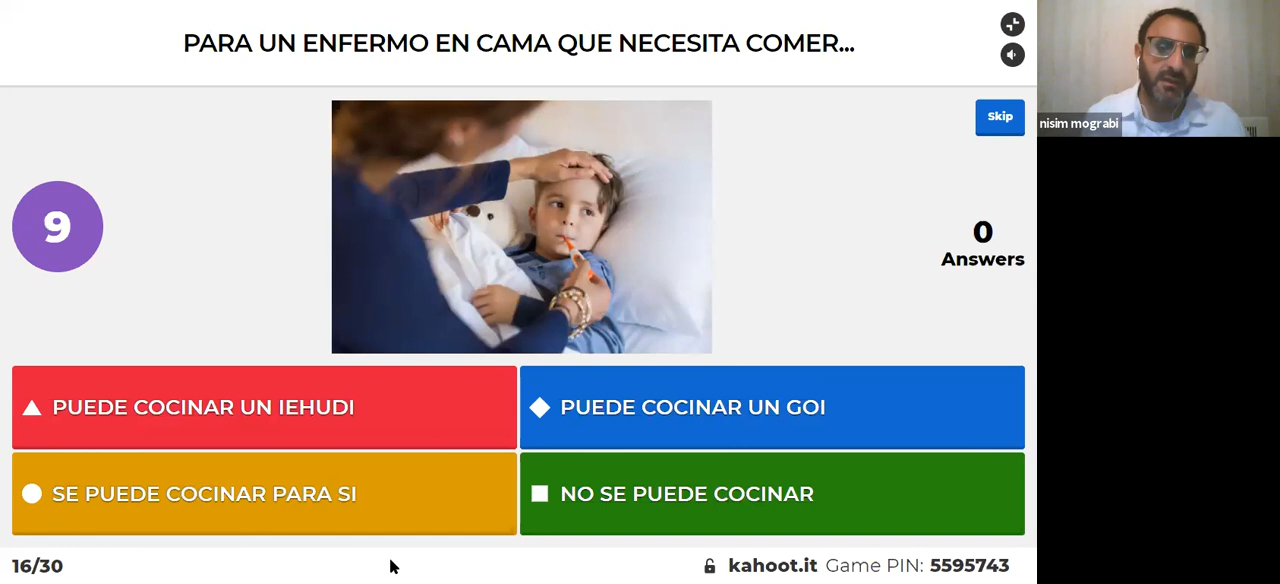 PARA UN ENFERMO EN CAMA QUE NECESITA COMER...
Skip
nisim mograbi
9
0
Answers
PUEDE COCINAR UN IEHUDI
PUEDE COCINAR UN GOI
SE PUEDE COCINAR PARA SI
NO SE PUEDE COCINAR
16/30
kahoot.it Game PIN: 5595743